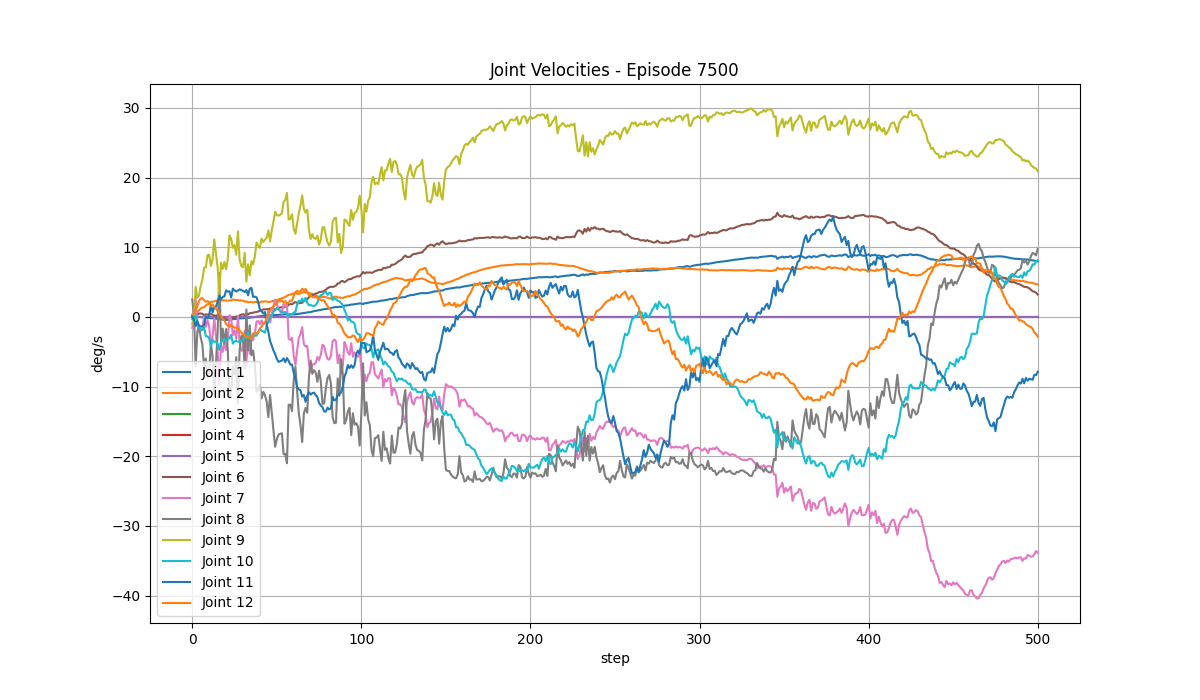 Joint Velocities - Episode 7500
deg/s
30
20
10
0
−10
−20
−30
−40
Joint 1
Joint 2
Joint 3
Joint 4
Joint 5
Joint 6
Joint 7
Joint 8
Joint 9
Joint 10
Joint 11
Joint 12
0
100
200
300
400
500
step